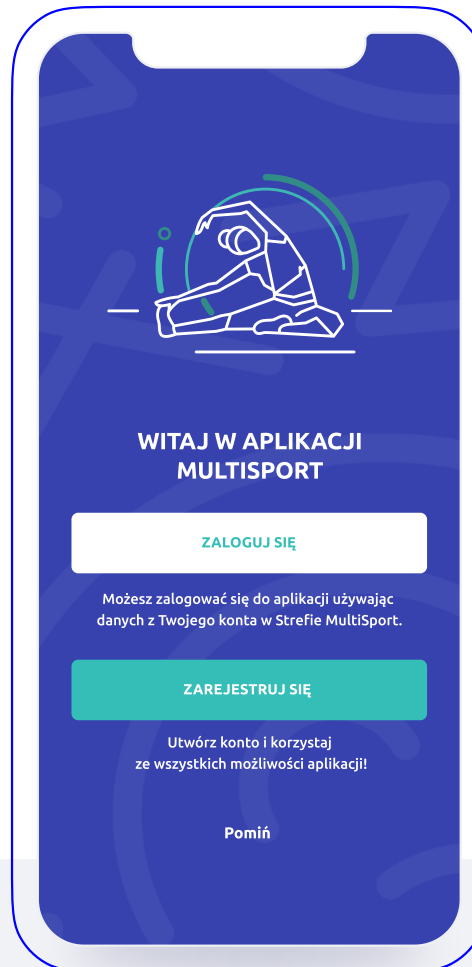 WITAJ W APLIKACJI
MULTISPORT
ZALOGUJ SIĘ
Możesz zalogować się do aplikacji używając
danych z Twojego konta w Strefie MultiSport.
ZAREJESTRUJ SIĘ
Utwórz konto i korzystaj
ze wszystkich możliwości aplikacji!
Pomiń